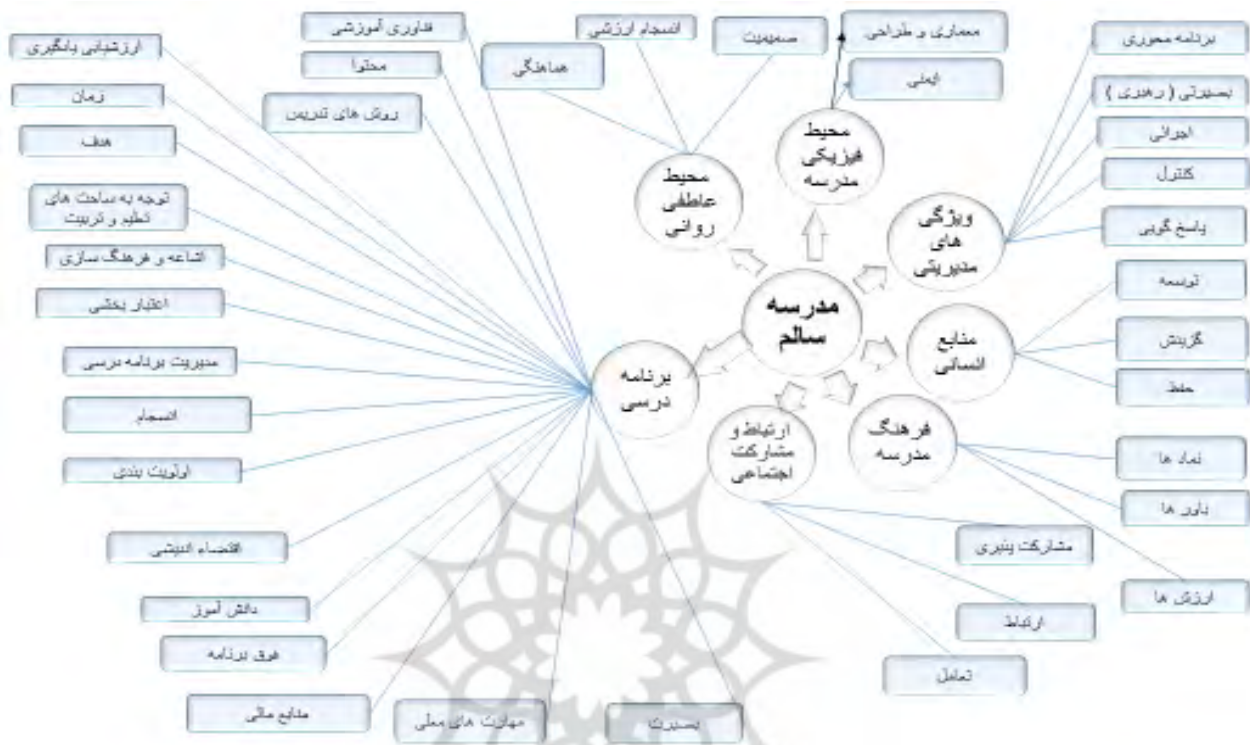 مدرسه
سالم
محیط
فیزیکی
مدرسه
معماری و طراحی
ایمنی
ویژگی
های
مدیریتی
برنامه محوری
بصیرتی ( رهبری )
اجرائی
کنترل
پاسخ گویی
منابع
انسانی
توسعه
گزینش
حفظ
فرهنگ
مدرسه
نماد ها
باور ها
ارزش ها
ارتباط و
مشارکت
اجتماعی
مشارکت پذیری
ارتباط
تعامل
محیط
عاطفی
روانی
صمیمیت
انسجام ارزشی
هماهنگی
برنامه
درسی
فناوری آموزشی
محتوا
روش های تدریس
ارزشیابی یادگیری
زمان
هدف
توجه به ساحت های
تعلیم و تربیت
اشاعه و فرهنگ سازی
اعتبار بخشی
مدیریت برنامه درسی
انسجام
اولویت بندی
اقتضاء اندیشی
دانش آموز
فوق برنامه
منابع مالی
مهارت های معلمی
بصیرت